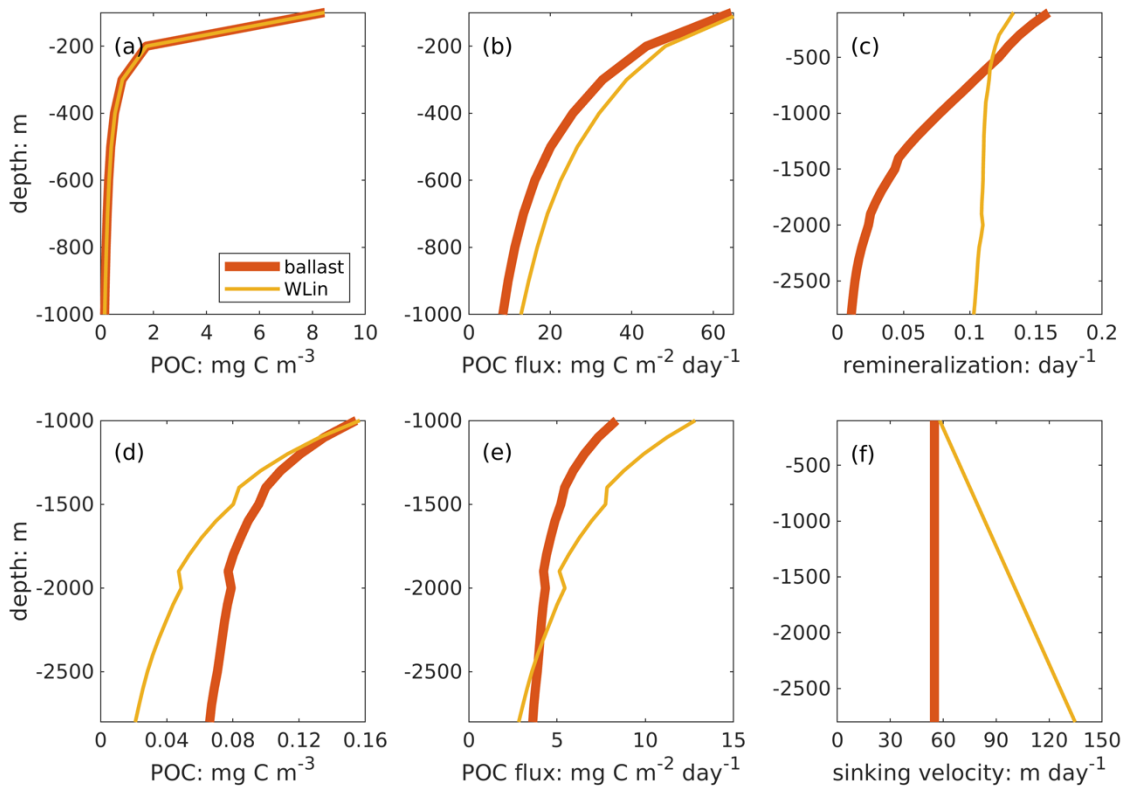 (a)
-200
-400
-600
-800
-1000
depth: m
0 2 4 6 8 10
POC: mg C m-3
ballast
WLin
(b)
-200
-400
-600
-800
-1000
0 20 40 60
POC flux: mg C m-2 day-1
(c)
-500
-1000
-1500
-2000
-2500
0 0.05 0.1 0.15 0.2
remineralization: day-1
(d)
-1000
-1500
-2000
-2500
depth: m
0 0.04 0.08 0.12 0.16
POC: mg C m-3
(e)
-1000
-1500
-2000
-2500
0 5 10 15
POC flux: mg C m-2 day-1
(f)
-500
-1000
-1500
-2000
-2500
0 30 60 90 120 150
sinking velocity: m day-1